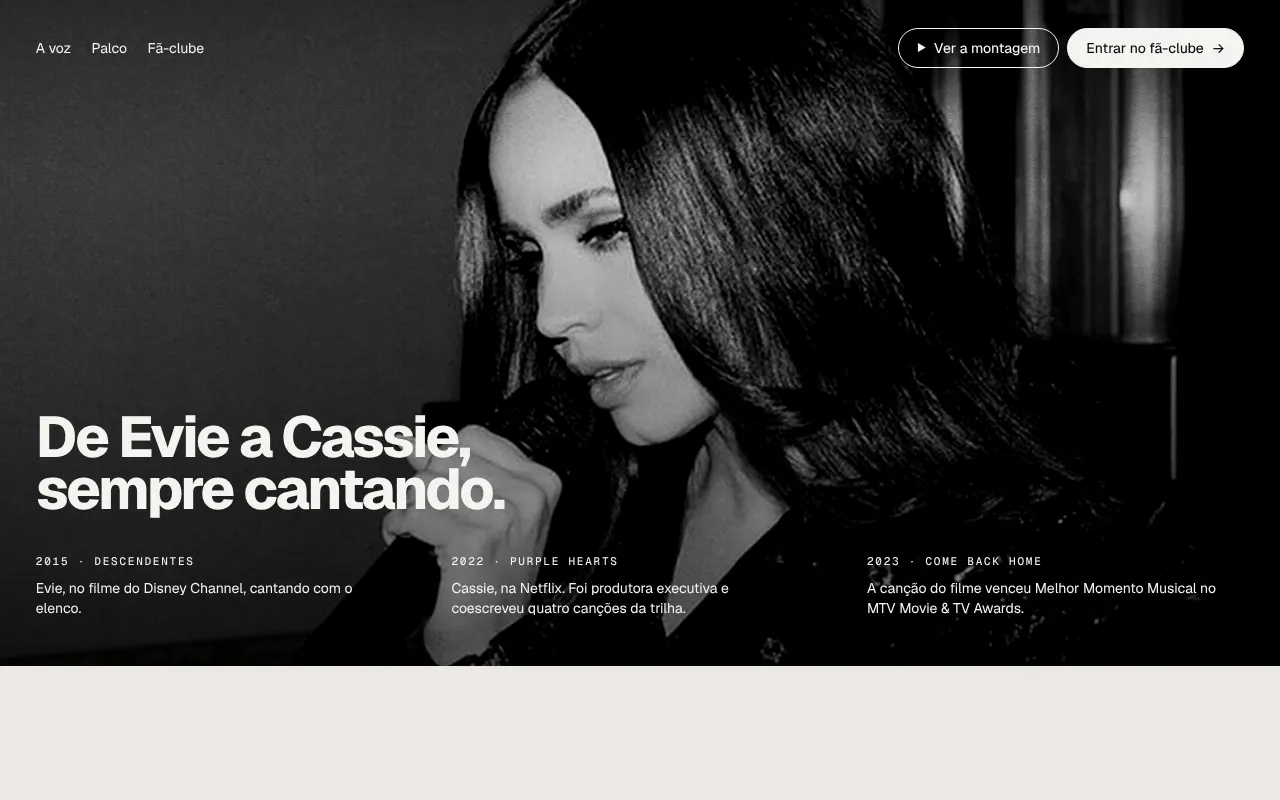 A voz Palco Fã-clube
▶ Ver a montagem
Entrar no fã-clube →
De Evie a Cassie,
sempre cantando.
2015 · DESCENDENTES
Evie, no filme do Disney Channel, cantando com o
elenco.
2022 · PURPLE HEARTS
Cassie, na Netflix. Foi produtora executiva e
coescreveu quatro canções da trilha.
2023 · COME BACK HOME
A canção do filme venceu Melhor Momento Musical no
MTV Movie & TV Awards.